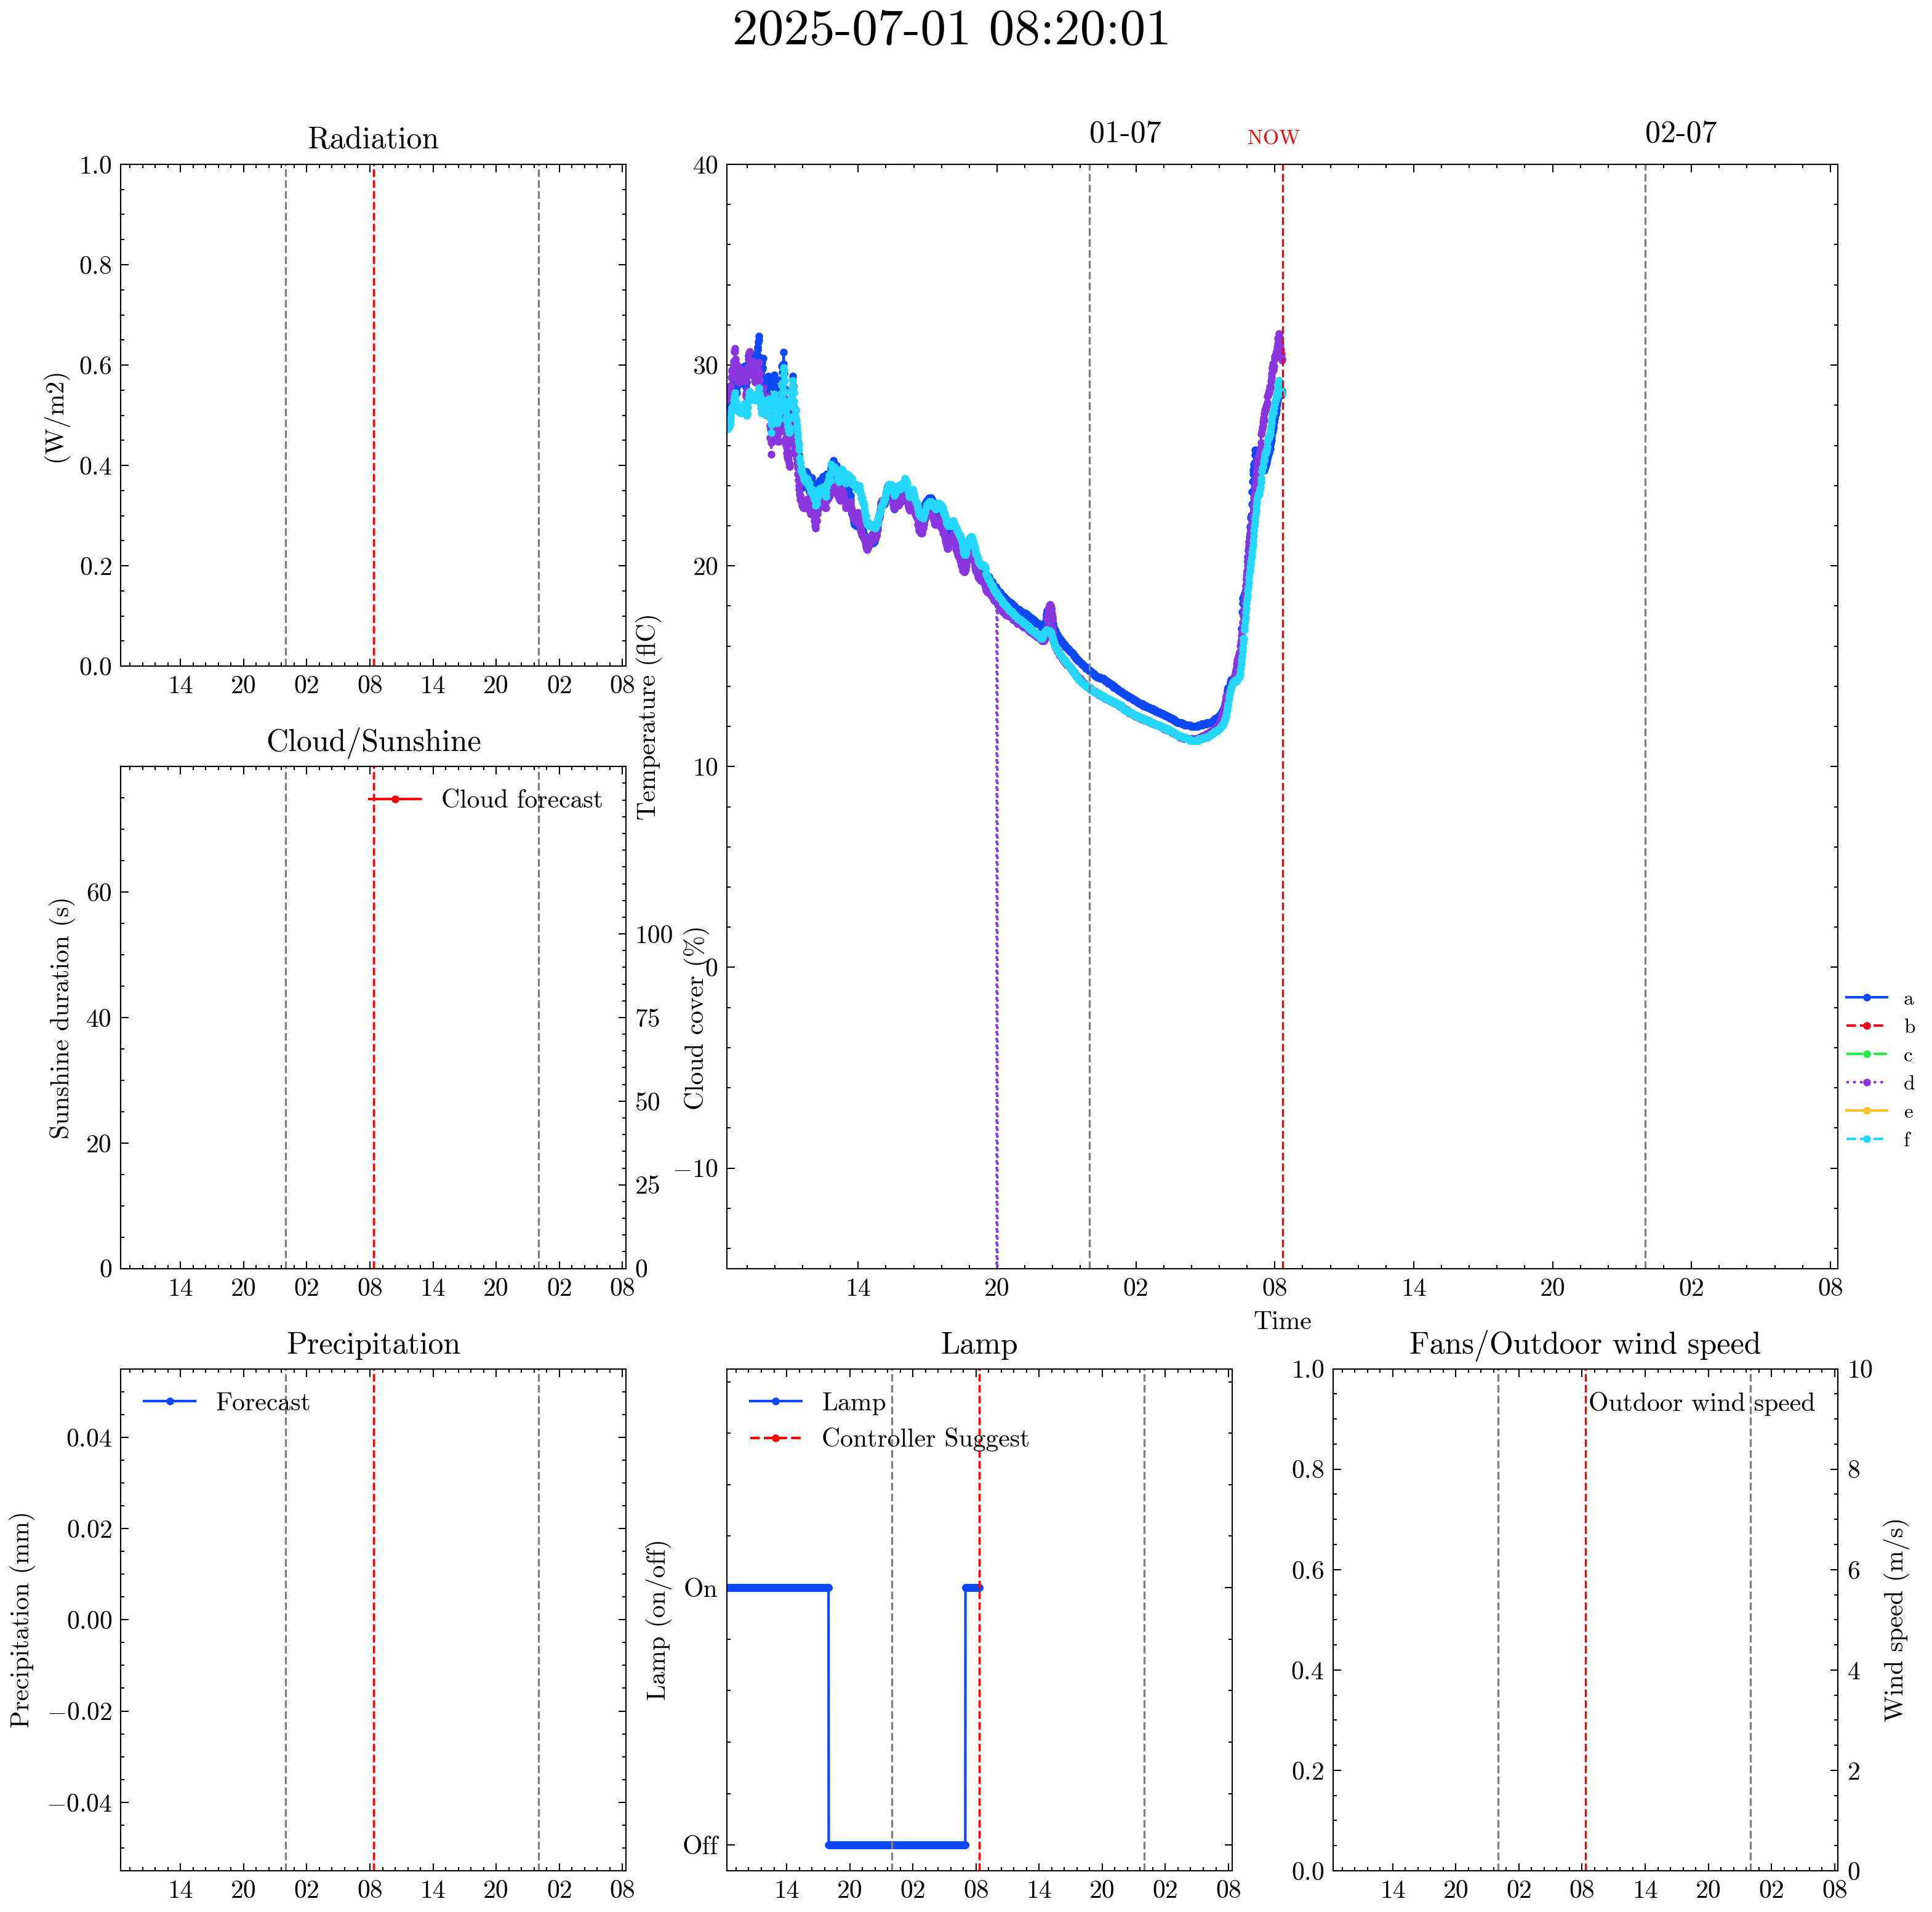 2025-07-01 08:20:01
Radiation
1.0
0.8
0.6
0.4
0.2
0.0
(W/m2)
14 20 02 08 14 20 02 08
01-07 NOW 02-07
40
30
20
10
0
−10
Temperature (flC)
14 20 02 08 14 20 02 08
Time
a
b
c
d
e
f
Cloud/Sunshine
Cloud forecast
60
40
20
0
Sunshine duration (s)
100
75
50
25
0
Cloud cover (%)
14 20 02 08 14 20 02 08
Precipitation
Forecast
0.04
0.02
0.00
−0.02
−0.04
Precipitation (mm)
14 20 02 08 14 20 02 08
Lamp
Lamp
Controller Suggest
On
Off
Lamp (on/off)
14 20 02 08 14 20 02 08
Fans/Outdoor wind speed
Outdoor wind speed
1.0
0.8
0.6
0.4
0.2
0.0
10
8
6
4
2
0
Wind speed (m/s)
14 20 02 08 14 20 02 08